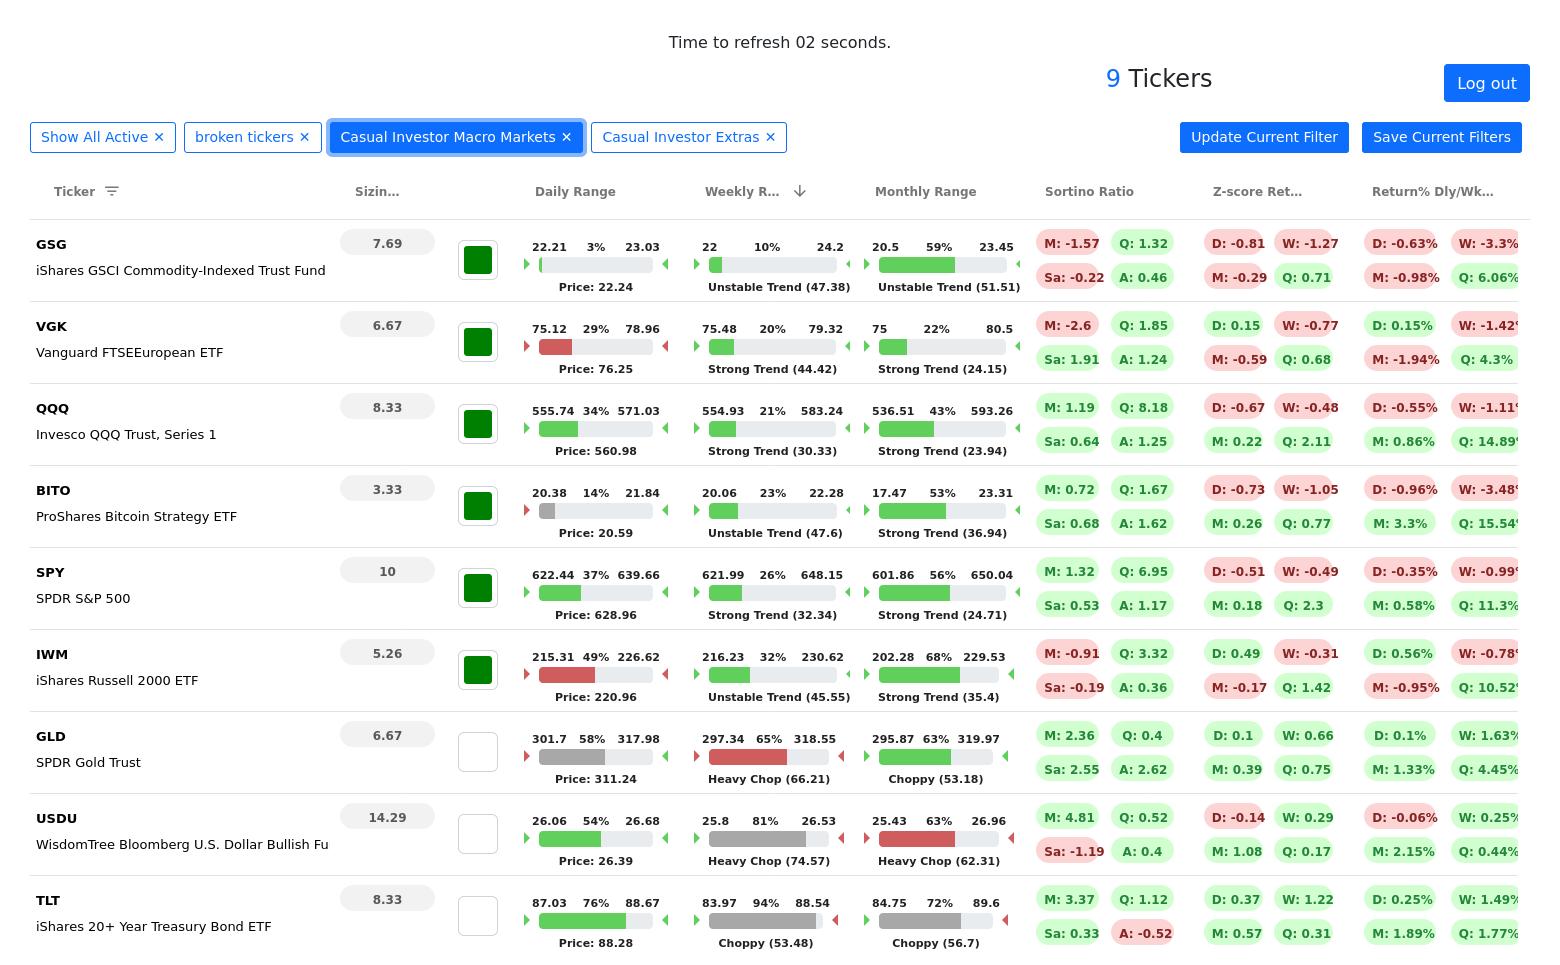 Time to refresh 02 seconds.
9 Tickers
Log out
Show All Active ✕ broken tickers ✕ Casual Investor Macro Markets ✕ Casual Investor Extras ✕ Update Current Filter Save Current Filters
Ticker Sizin... Daily Range Weekly R... Monthly Range Sortino Ratio Z-score Ret... Return% Dly/Wk...
GSG 7.69 22.21 3% 23.03 22 10% 24.2 20.5 59% 23.45 M: -1.57 Q: 1.32 D: -0.81 W: -1.27 D: -0.63% W: -3.3%
iShares GSCI Commodity-Indexed Trust Fund Sa: -0.22 A: 0.46 M: -0.29 Q: 0.71 M: -0.98% Q: 6.06%
Price: 22.24 Unstable Trend (47.38) Unstable Trend (51.51)
VGK 6.67 75.12 29% 78.96 75.48 20% 79.32 75 22% 80.5 M: -2.6 Q: 1.85 D: 0.15 W: -0.77 D: 0.15% W: -1.42%
Vanguard FTSEEuropean ETF Sa: 1.91 A: 1.24 M: -0.59 Q: 0.68 M: -1.94% Q: 4.3%
Price: 76.25 Strong Trend (44.42) Strong Trend (24.15)
QQQ 8.33 555.74 34% 571.03 554.93 21% 583.24 536.51 43% 593.26 M: 1.19 Q: 8.18 D: -0.67 W: -0.48 D: -0.55% W: -1.11%
Invesco QQQ Trust, Series 1 Sa: 0.64 A: 1.25 M: 0.22 Q: 2.11 M: 0.86% Q: 14.89%
Price: 560.98 Strong Trend (30.33) Strong Trend (23.94)
BITO 3.33 20.38 14% 21.84 20.06 23% 22.28 17.47 53% 23.31 M: 0.72 Q: 1.67 D: -0.73 W: -1.05 D: -0.96% W: -3.48%
ProShares Bitcoin Strategy ETF Sa: 0.68 A: 1.62 M: 0.26 Q: 0.77 M: 3.3% Q: 15.54%
Price: 20.59 Unstable Trend (47.6) Strong Trend (36.94)
SPY 10 622.44 37% 639.66 621.99 26% 648.15 601.86 56% 650.04 M: 1.32 Q: 6.95 D: -0.51 W: -0.49 D: -0.35% W: -0.99%
SPDR S&P 500 Sa: 0.53 A: 1.17 M: 0.18 Q: 2.3 M: 0.58% Q: 11.3%
Price: 628.96 Strong Trend (32.34) Strong Trend (24.71)
IWM 5.26 215.31 49% 226.62 216.23 32% 230.62 202.28 68% 229.53 M: -0.91 Q: 3.32 D: 0.49 W: -0.31 D: 0.56% W: -0.78%
iShares Russell 2000 ETF Sa: -0.19 A: 0.36 M: -0.17 Q: 1.42 M: -0.95% Q: 10.52%
Price: 220.96 Unstable Trend (45.55) Strong Trend (35.4)
GLD 6.67 301.7 58% 317.98 297.34 65% 318.55 295.87 63% 319.97 M: 2.36 Q: 0.4 D: 0.1 W: 0.66 D: 0.1% W: 1.63%
SPDR Gold Trust Sa: 2.55 A: 2.62 M: 0.39 Q: 0.75 M: 1.33% Q: 4.45%
Price: 311.24 Heavy Chop (66.21) Choppy (53.18)
USDU 14.29 26.06 54% 26.68 25.8 81% 26.53 25.43 63% 26.96 M: 4.81 Q: 0.52 D: -0.14 W: 0.29 D: -0.06% W: 0.25%
WisdomTree Bloomberg U.S. Dollar Bullish Fu Sa: -1.19 A: 0.4 M: 1.08 Q: 0.17 M: 2.15% Q: 0.44%
Price: 26.39 Heavy Chop (74.57) Heavy Chop (62.31)
TLT 8.33 87.03 76% 88.67 83.97 94% 88.54 84.75 72% 89.6 M: 3.37 Q: 1.12 D: 0.37 W: 1.22 D: 0.25% W: 1.49%
iShares 20+ Year Treasury Bond ETF Sa: 0.33 A: -0.52 M: 0.57 Q: 0.31 M: 1.89% Q: 1.77%
Price: 88.28 Choppy (53.48) Choppy (56.7)